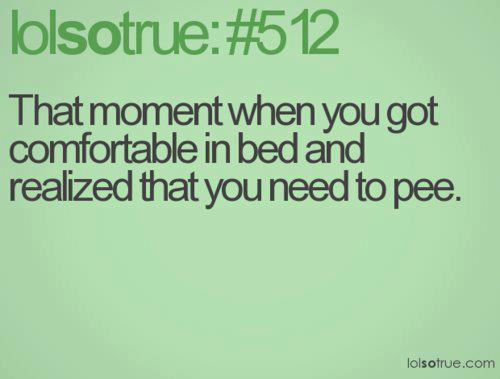 lolsotrue: #512
That moment when you got
comfortable in bed and
realized that you need to pee.
lolsotrue.com